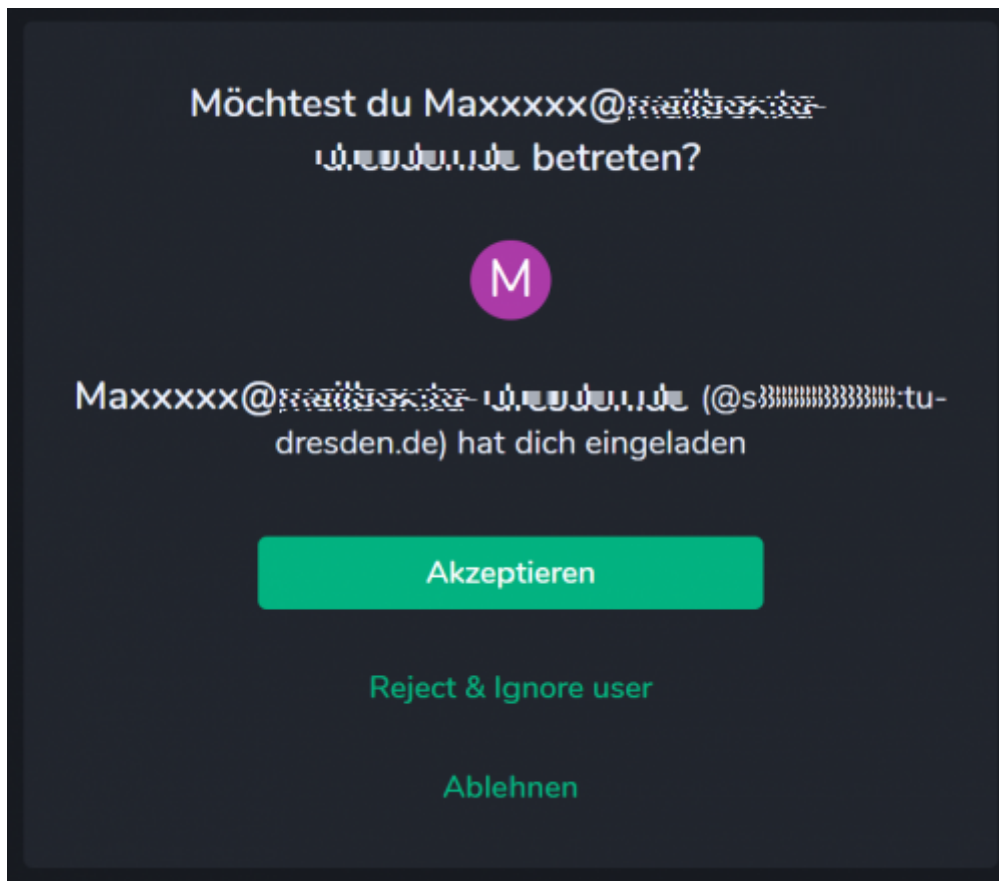 Möchtest du Maxxxxx@
betreten?
M
Maxxxxx@ (@s :tu-
dresden.de) hat dich eingeladen
Akzeptieren
Reject & Ignore user
Ablehnen